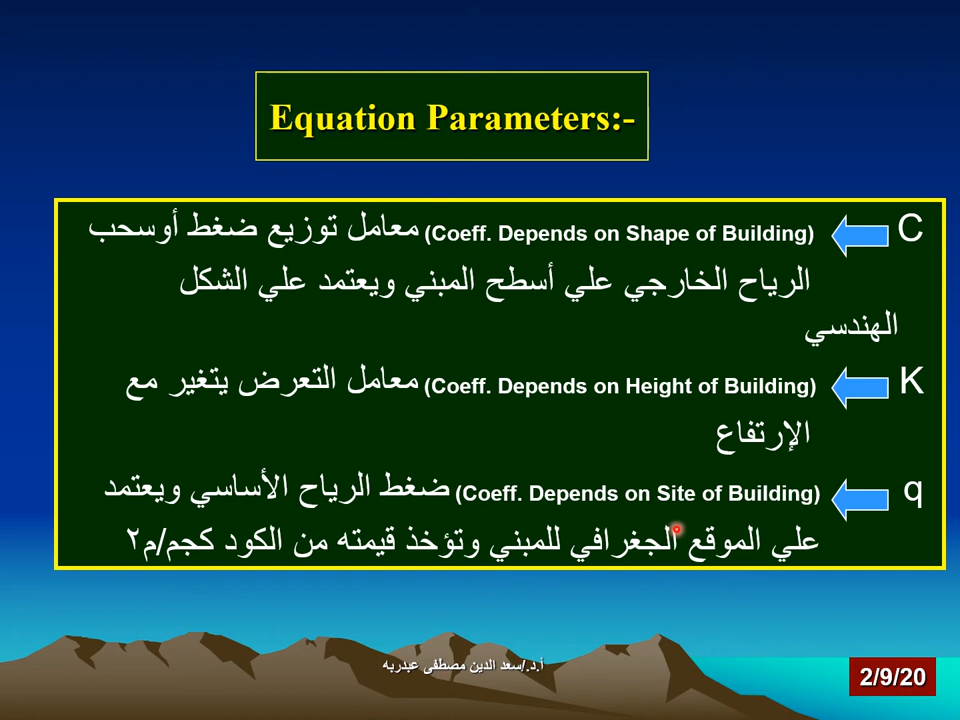 Equation Parameters:-
C (Coeff. Depends on Shape of Building) معامل توزيع ضغط أوسحب
الرياح الخارجي علي أسطح المبني ويعتمد علي الشكل
الهندسي
K (Coeff. Depends on Height of Building) معامل التعرض يتغير مع
الإرتفاع
q (Coeff. Depends on Site of Building) ضغط الرياح الأساسي ويعتمد
علي الموقع الجغرافي للمبني وتؤخذ قيمته من الكود كجم/م٢
أ.د./سعد الدين مصطفى عبدربه
2/9/20